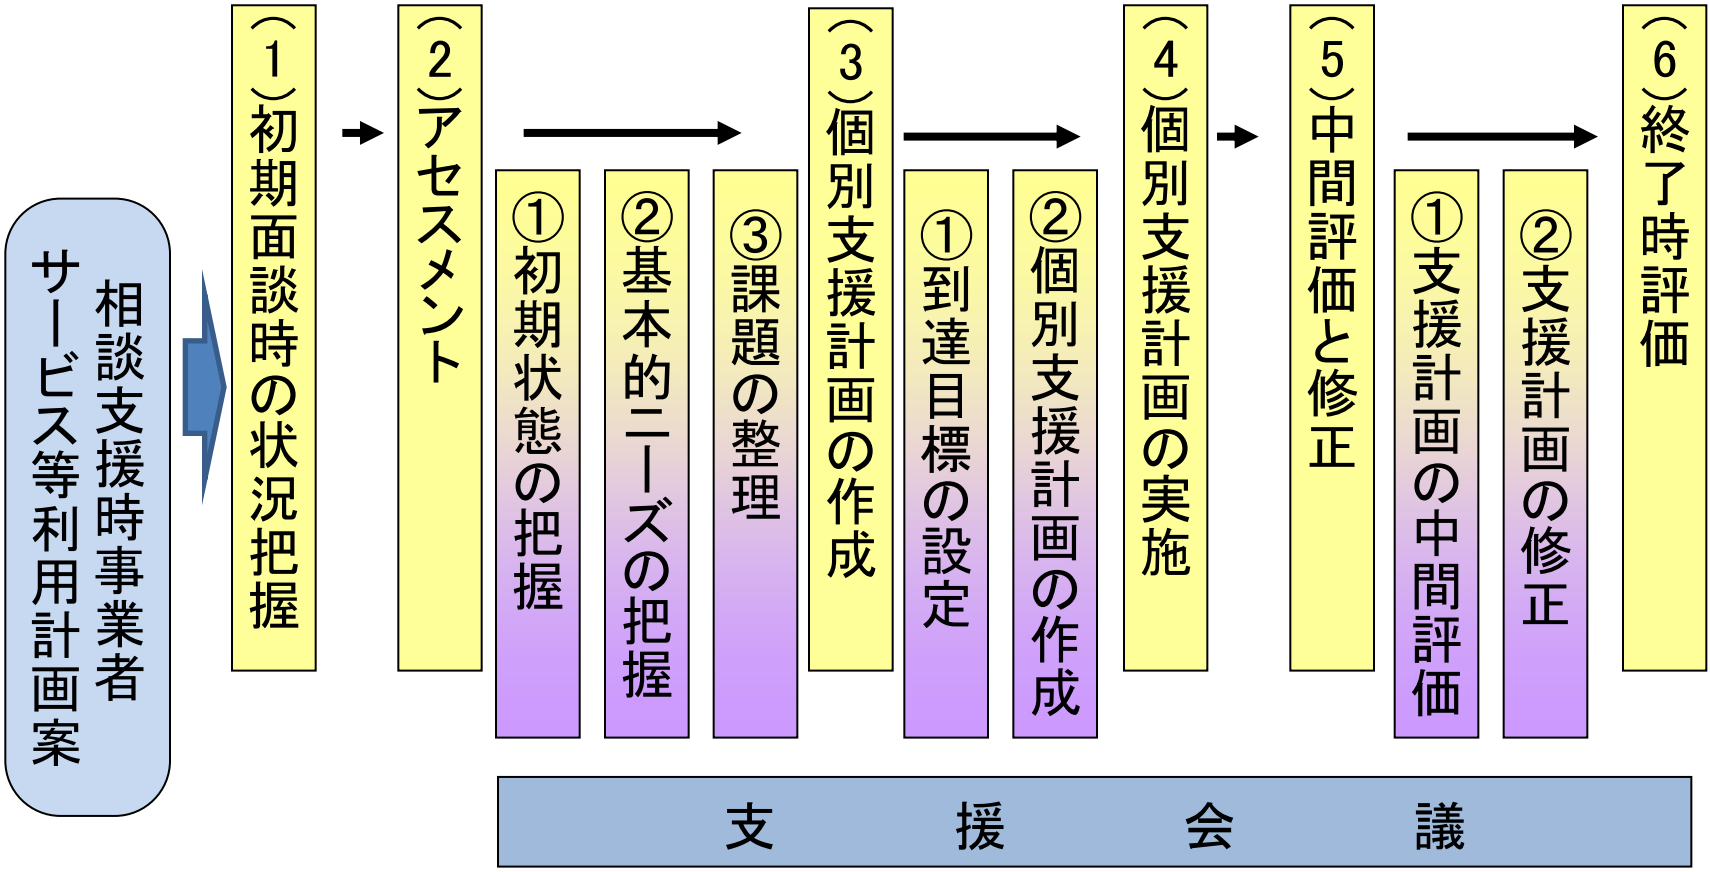 相談支援時事業者
サービス等利用計画案
（1）初期面談時の状況把握
（2）アセスメント
①初期状態の把握
②基本的ニーズの把握
③課題の整理
（3）個別支援計画の作成
①到達目標の設定
②個別支援計画の作成
（4）個別支援計画の実施
（5）中間評価と修正
①支援計画の中間評価
②支援計画の修正
（6）終了時評価
支援会議